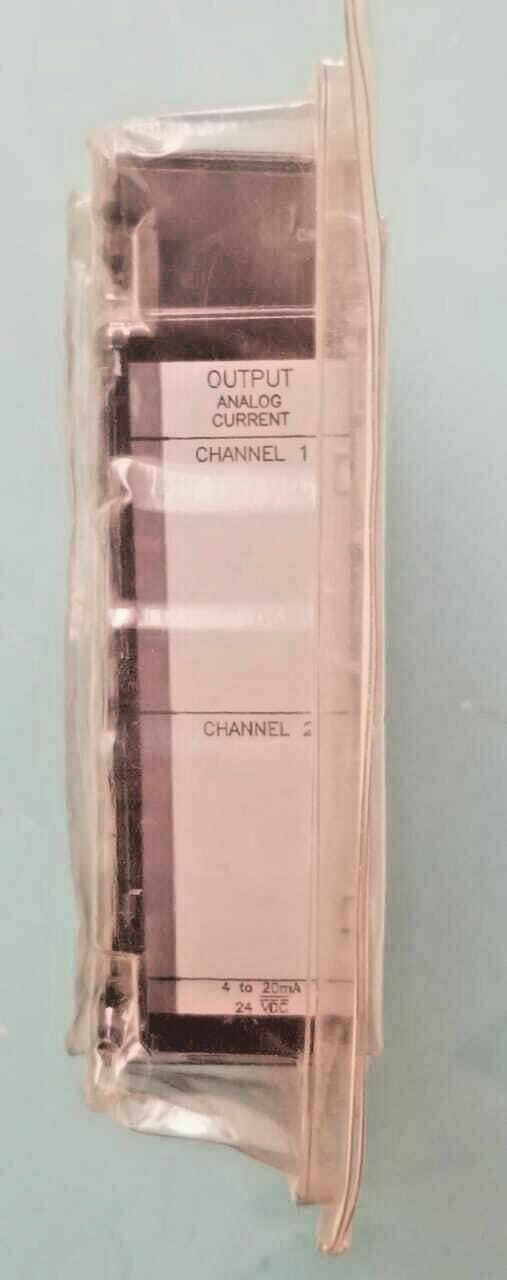 OUTPUT
ANALOG
CURRENT
CHANNEL 1
CHANNEL 2
4 to 20mA
24 VDC